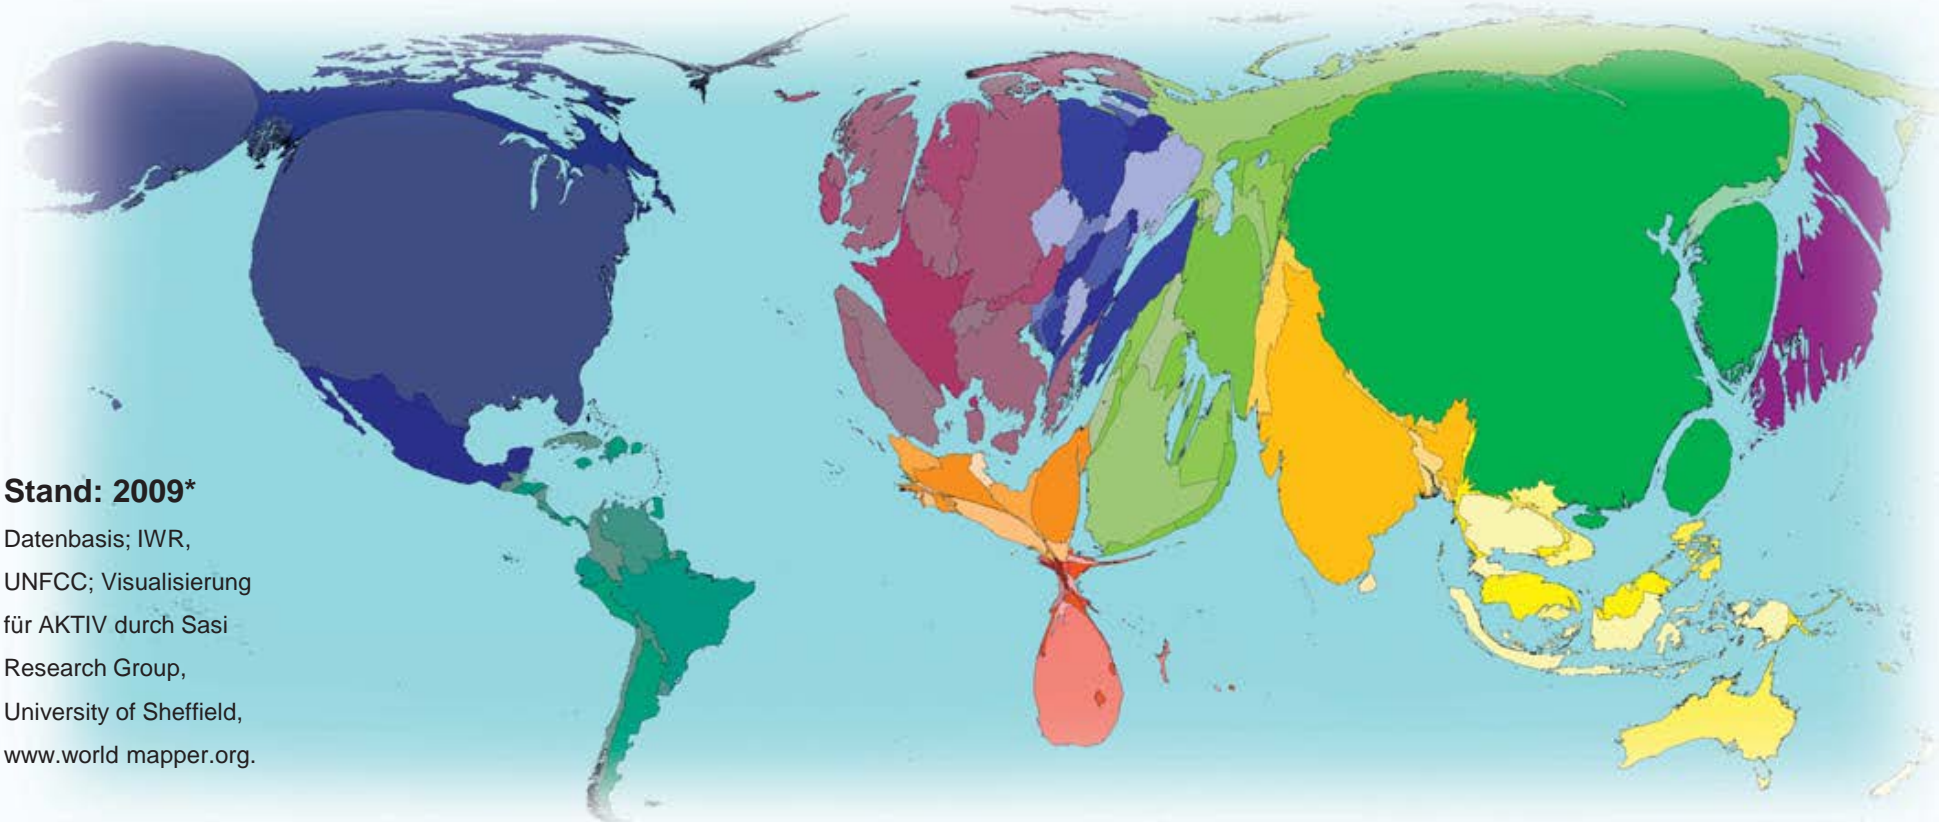 Stand: 2009*
Datenbasis; IWR,
UNFCC; Visualisierung
für AKTIV durch Sasi
Research Group,
University of Sheffield,
www.world mapper.org.